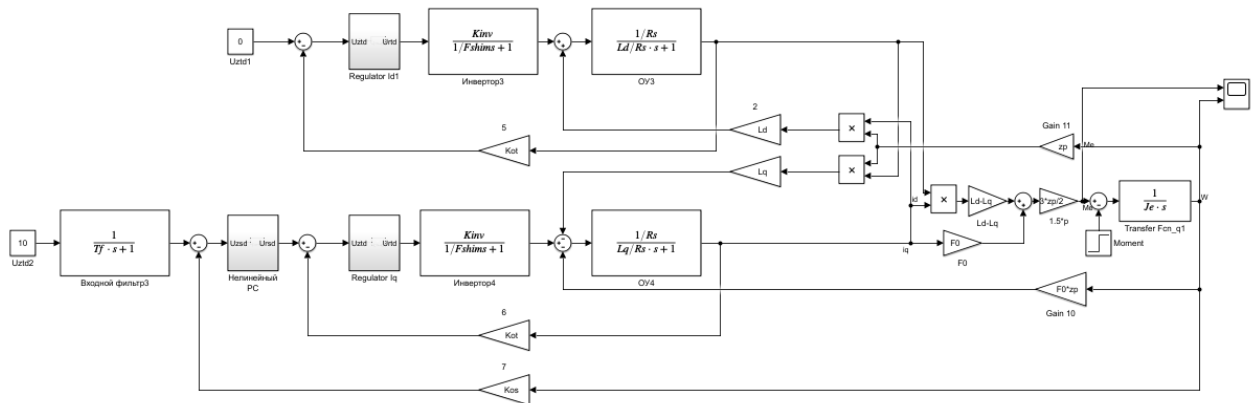 0
Uztd1
Uztd Urtd
Regulator Id1
Kinv
1/Fshims + 1
Инвертор3
1/Rs
Ld/Rs · s + 1
ОУ3
5
Kot
2
Ld
×
Gain 11
zp
Me
×
Lq
10
Uztd2
1
Tf · s + 1
Входной фильтр3
Uzsd Ursd
Нелинейный
РС
Uztd Urtd
Regulator Iq
Kinv
1/Fshims + 1
Инвертор4
1/Rs
Lq/Rs · s + 1
ОУ4
id
iq
×
Ld-Lq
Ld-Lq
F0
F0
3*zp/2
1.5*p
Me
Moment
1
Je · s
Transfer Fcn_q1
W
F0*zp
Gain 10
6
Kot
7
Kos